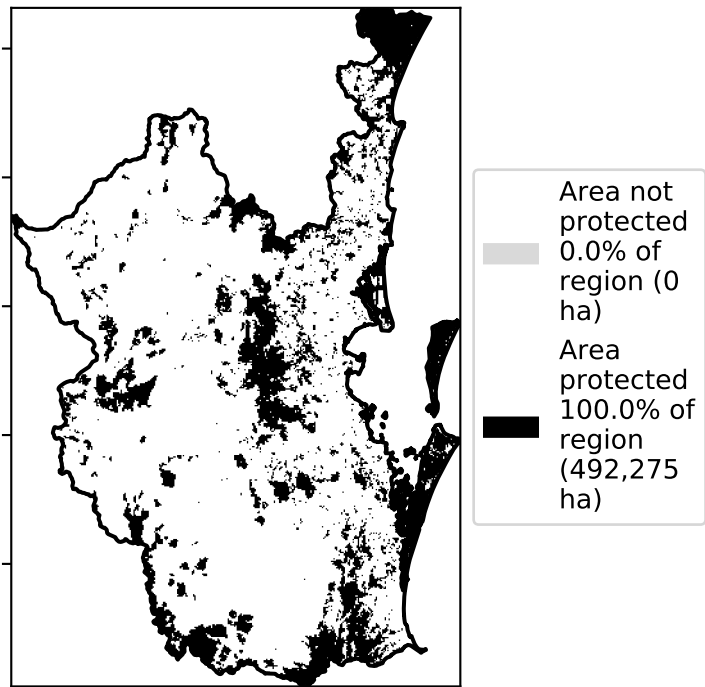 Area not
protected
0.0% of
region (0
ha)
Area
protected
100.0% of
region
(492,275
ha)